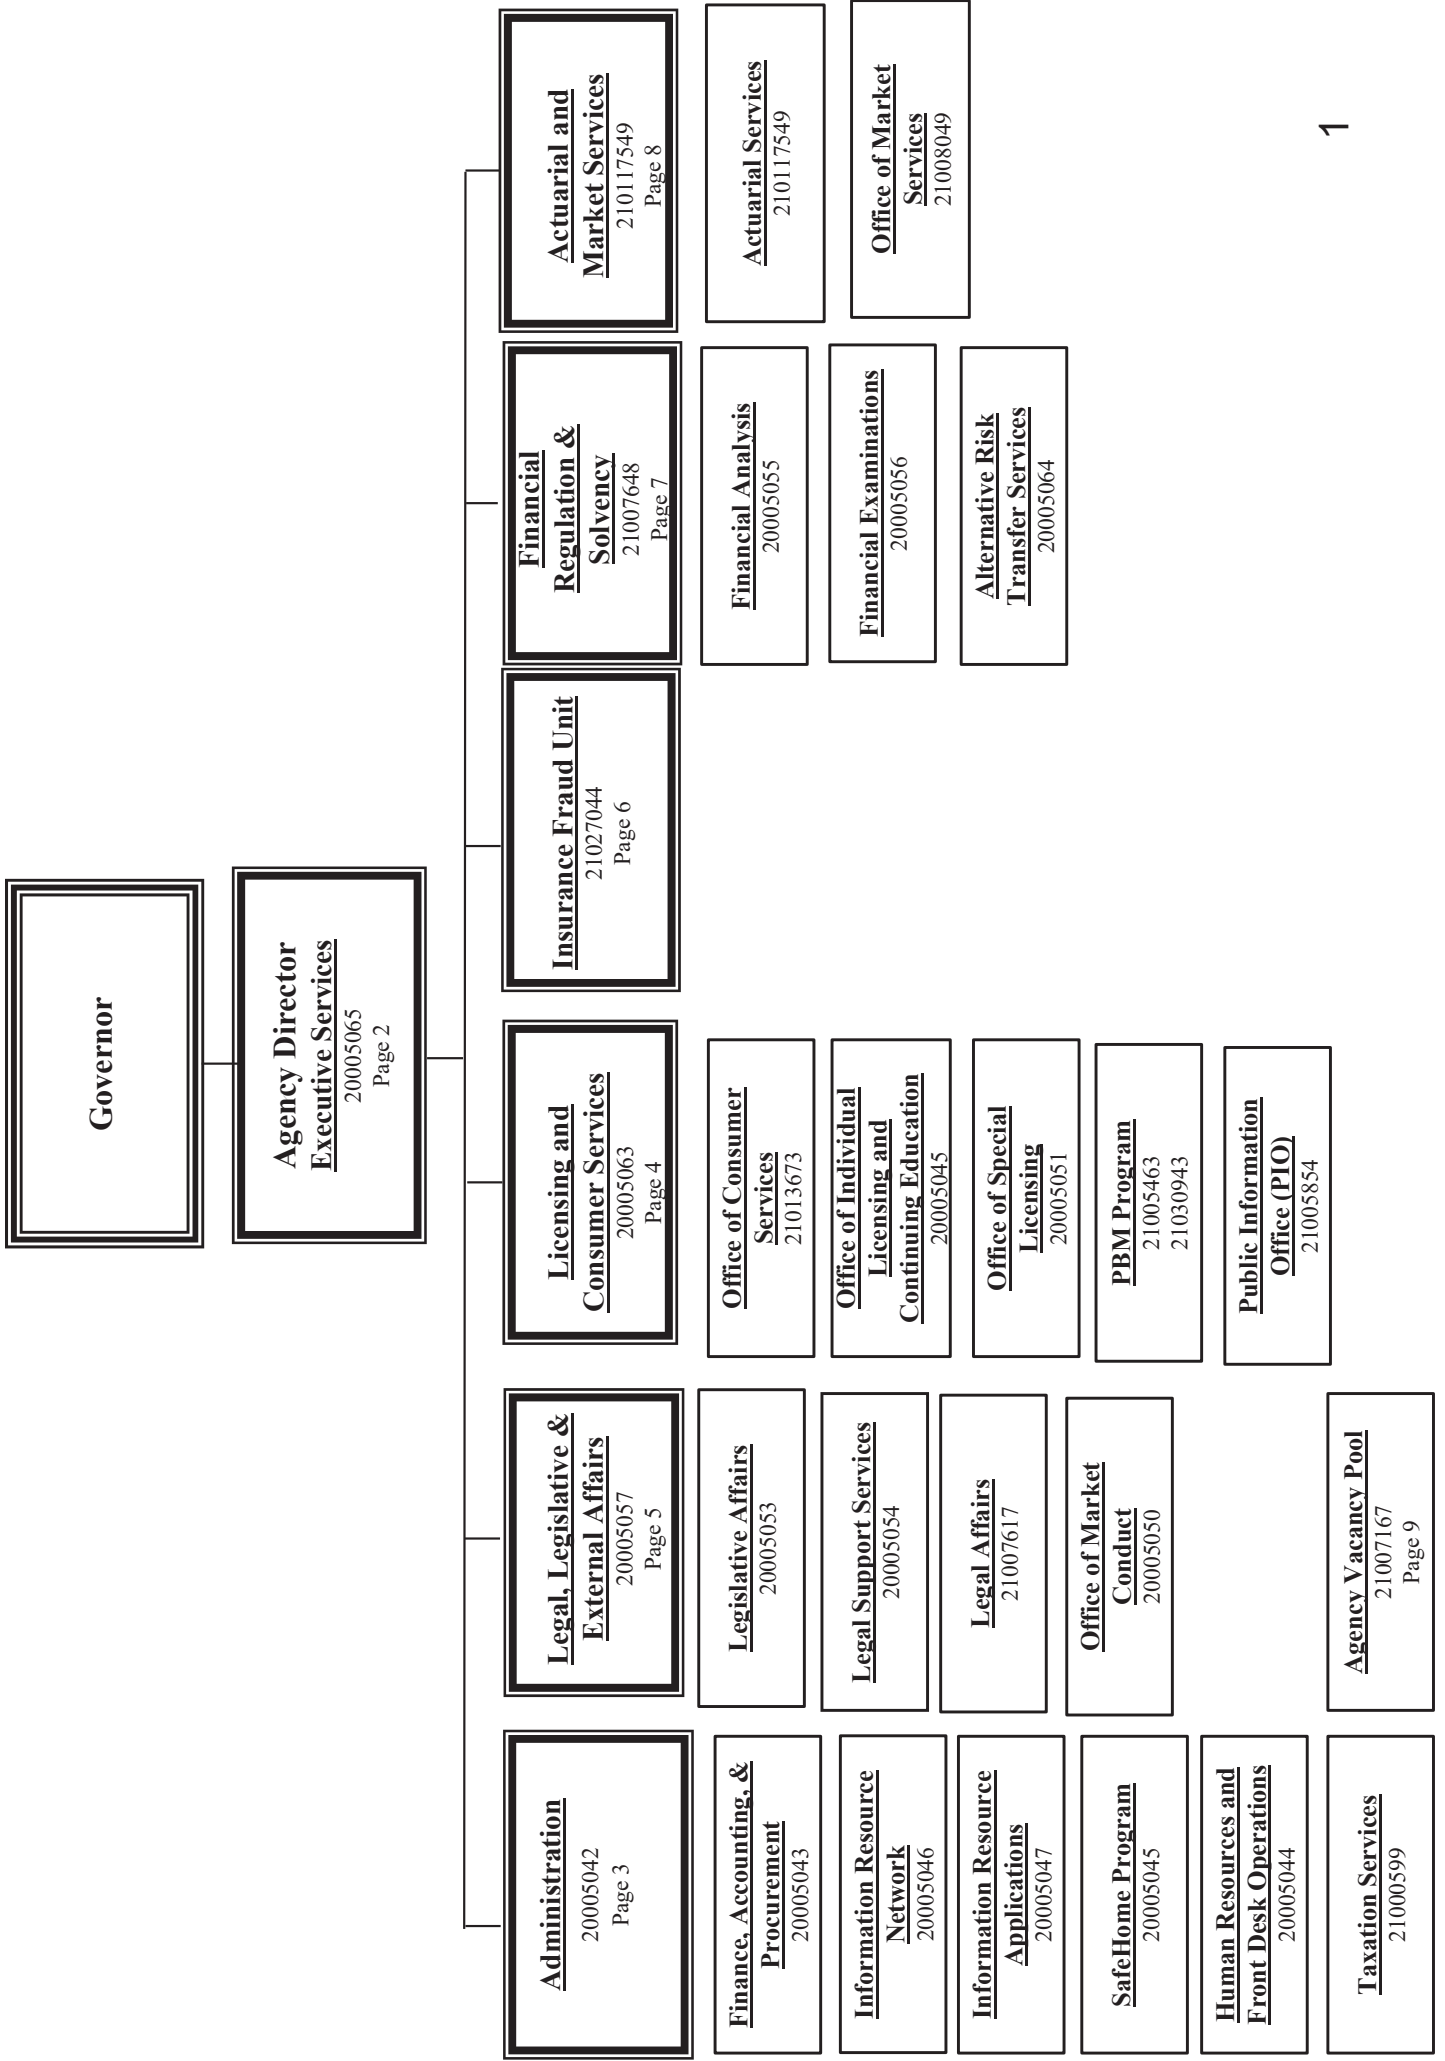 Governor
Agency Director
Executive Services
20005065
Page 2
Administration
20005042
Page 3
Finance, Accounting, &
Procurement
20005043
Information Resource
Network
20005046
Information Resource
Applications
20005047
SafeHome Program
20005045
Human Resources and
Front Desk Operations
20005044
Taxation Services
21000599
Legal, Legislative &
External Affairs
20005057
Page 5
Legislative Affairs
20005053
Legal Support Services
20005054
Legal Affairs
21007617
Office of Market
Conduct
20005050
Agency Vacancy Pool
21007167
Page 9
Licensing and
Consumer Services
20005063
Page 4
Office of Consumer
Services
21013673
Office of Individual
Licensing and
Continuing Education
20005045
Office of Special
Licensing
20005051
PBM Program
21005463
21030943
Public Information
Office (PIO)
21005854
Insurance Fraud Unit
21027044
Page 6
Financial
Regulation &
Solvency
21007648
Page 7
Financial Analysis
20005055
Financial Examinations
20005056
Alternative Risk
Transfer Services
20005064
Actuarial and
Market Services
210117549
Page 8
Actuarial Services
210117549
Office of Market
Services
21008049
1